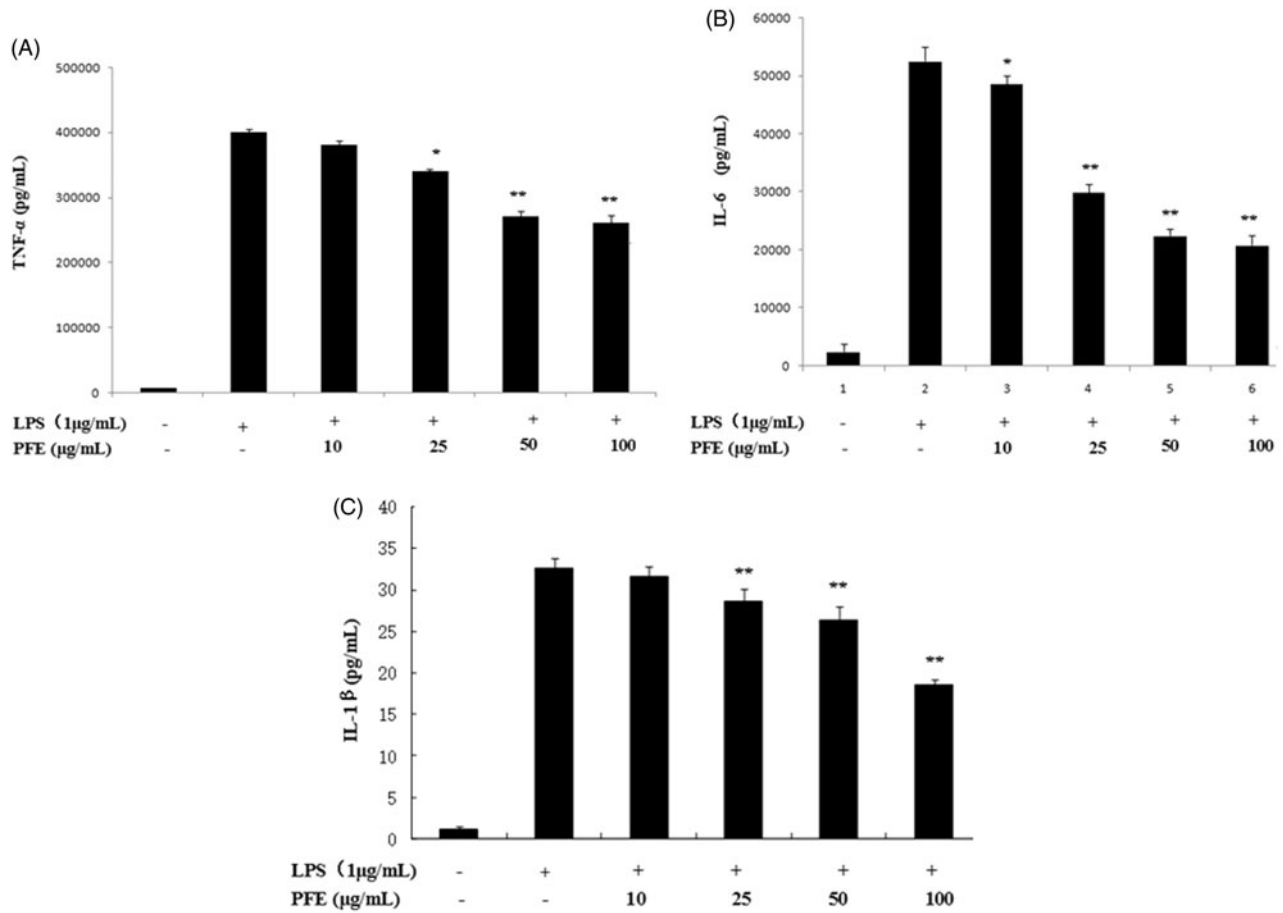 (A)
500000
400000
300000
200000
100000
0
TNF-α (pg/mL)
*
**
**
LPS (1μg/mL) - + + + + +
PFE (μg/mL) - - 10 25 50 100
(B)
60000
50000
40000
30000
20000
10000
0
IL-6 (pg/mL)
*
**
**
**
1 2 3 4 5 6
LPS (1μg/mL) - + + + + +
PFE (μg/mL) - - 10 25 50 100
(C)
40
35
30
25
20
15
10
5
0
IL-1β (pg/mL)
**
**
**
LPS (1μg/mL) - + + + + +
PFE (μg/mL) - - 10 25 50 100